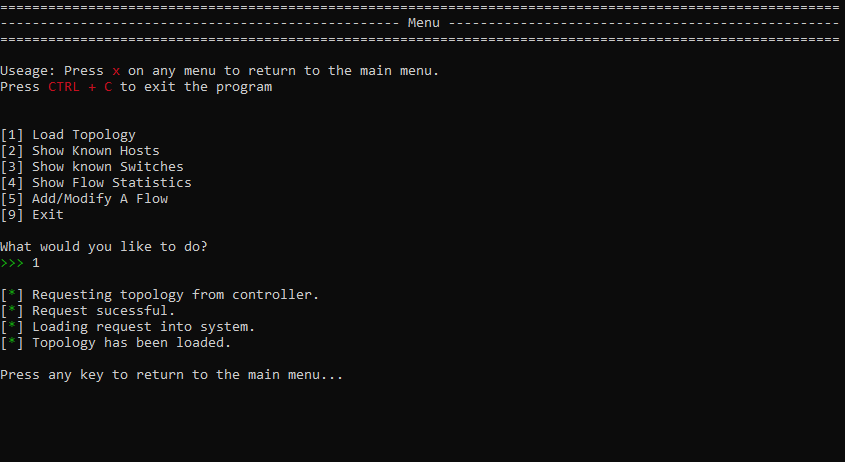 =========================================================================================================
-------------------------------------------------- Menu -------------------------------------------------
=========================================================================================================
Useage: Press x on any menu to return to the main menu.
Press CTRL + C to exit the program
[1] Load Topology
[2] Show Known Hosts
[3] Show known Switches
[4] Show Flow Statistics
[5] Add/Modify A Flow
[9] Exit
What would you like to do?
>>> 1
[*] Requesting topology from controller.
[*] Request sucessful.
[*] Loading request into system.
[*] Topology has been loaded.
Press any key to return to the main menu...